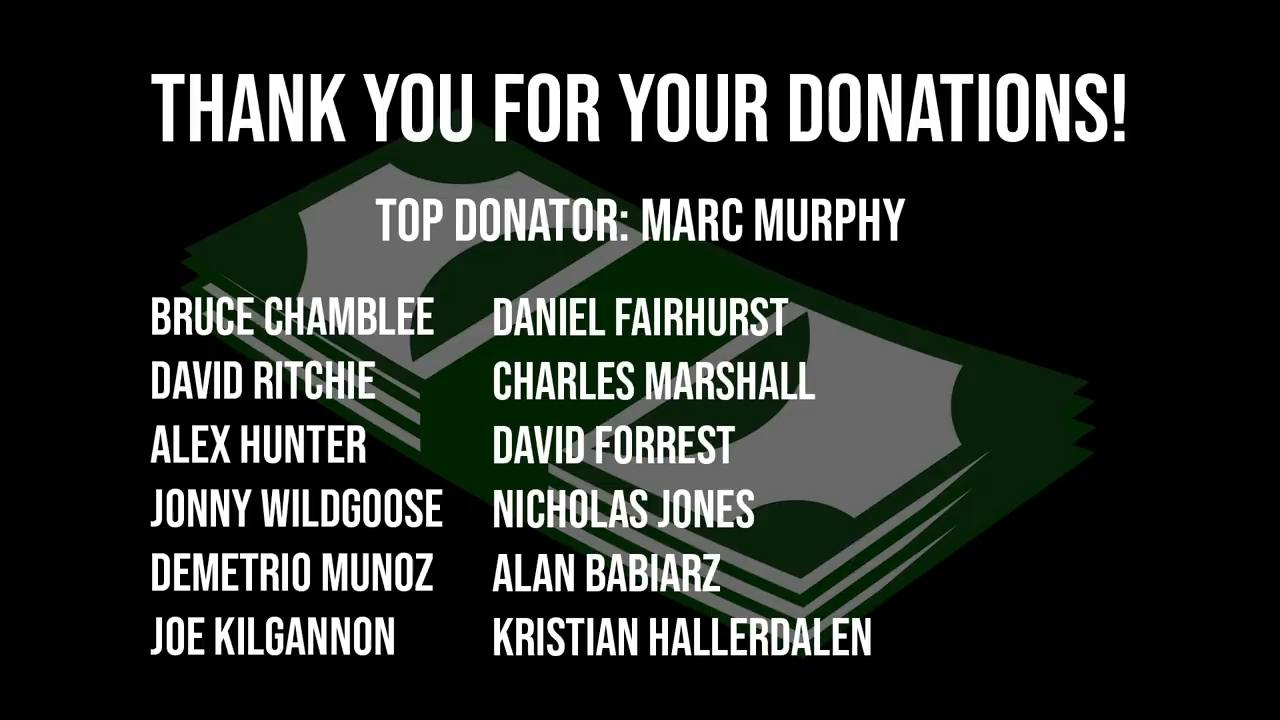 THANK YOU FOR YOUR DONATIONS!
TOP DONATOR: MARC MURPHY
BRUCE CHAMBLEE
DAVID RITCHIE
ALEX HUNTER
JONNY WILDGOOSE
DEMETRIO MUNOZ
JOE KILGANNON
DANIEL FAIRHURST
CHARLES MARSHALL
DAVID FORREST
NICHOLAS JONES
ALAN BABIARZ
KRISTIAN HALLERDALEN